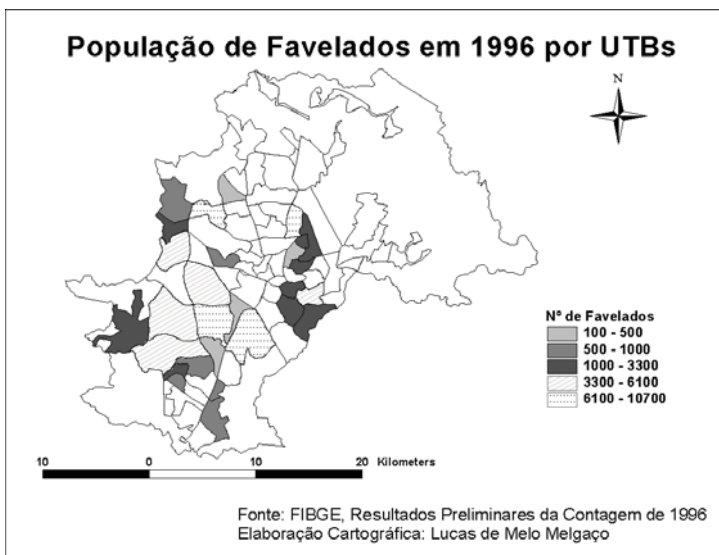 População de Favelados em 1996 por UTBs
N
Nº de Favelados
100 - 500
500 - 1000
1000 - 3300
3300 - 6100
6100 - 10700
10 0 10 20 Kilometers
Fonte: FIBGE, Resultados Preliminares da Contagem de 1996
Elaboração Cartográfica: Lucas de Melo Melgaço